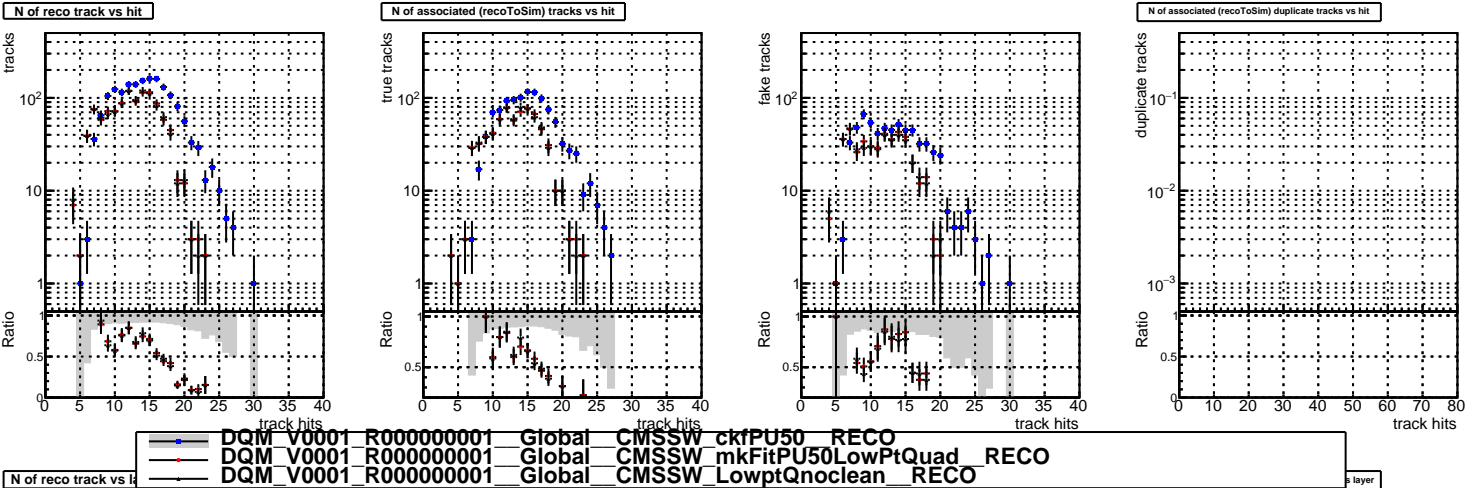 N of reco track vs hit
N of associated (recoToSim) tracks vs hit
N of associated (recoToSim) duplicate tracks vs hit
tracks
10²
10
1
Ratio
1
0.5
0
0 5 10 15 20 25 30 35 40
track hits
true tracks
10²
10
1
Ratio
1
0.5
0 5 10 15 20 25 30 35 40
track hits
fake tracks
10²
10
1
Ratio
1
0.5
0 5 10 15 20 25 30 35 40
track hits
duplicate tracks
10⁻¹
10⁻²
10⁻³
Ratio
1
0.5
0
0 10 20 30 40 50 60 70 80
track hits
DQM_V0001_R000000001__Global__CMSSW_ckfPU50__RECO
DQM_V0001_R000000001__Global__CMSSW_mkFitPU50LowPtQuad__RECO
DQM_V0001_R000000001__Global__CMSSW_LowptQnoclean__RECO
N of reco track vs
layer